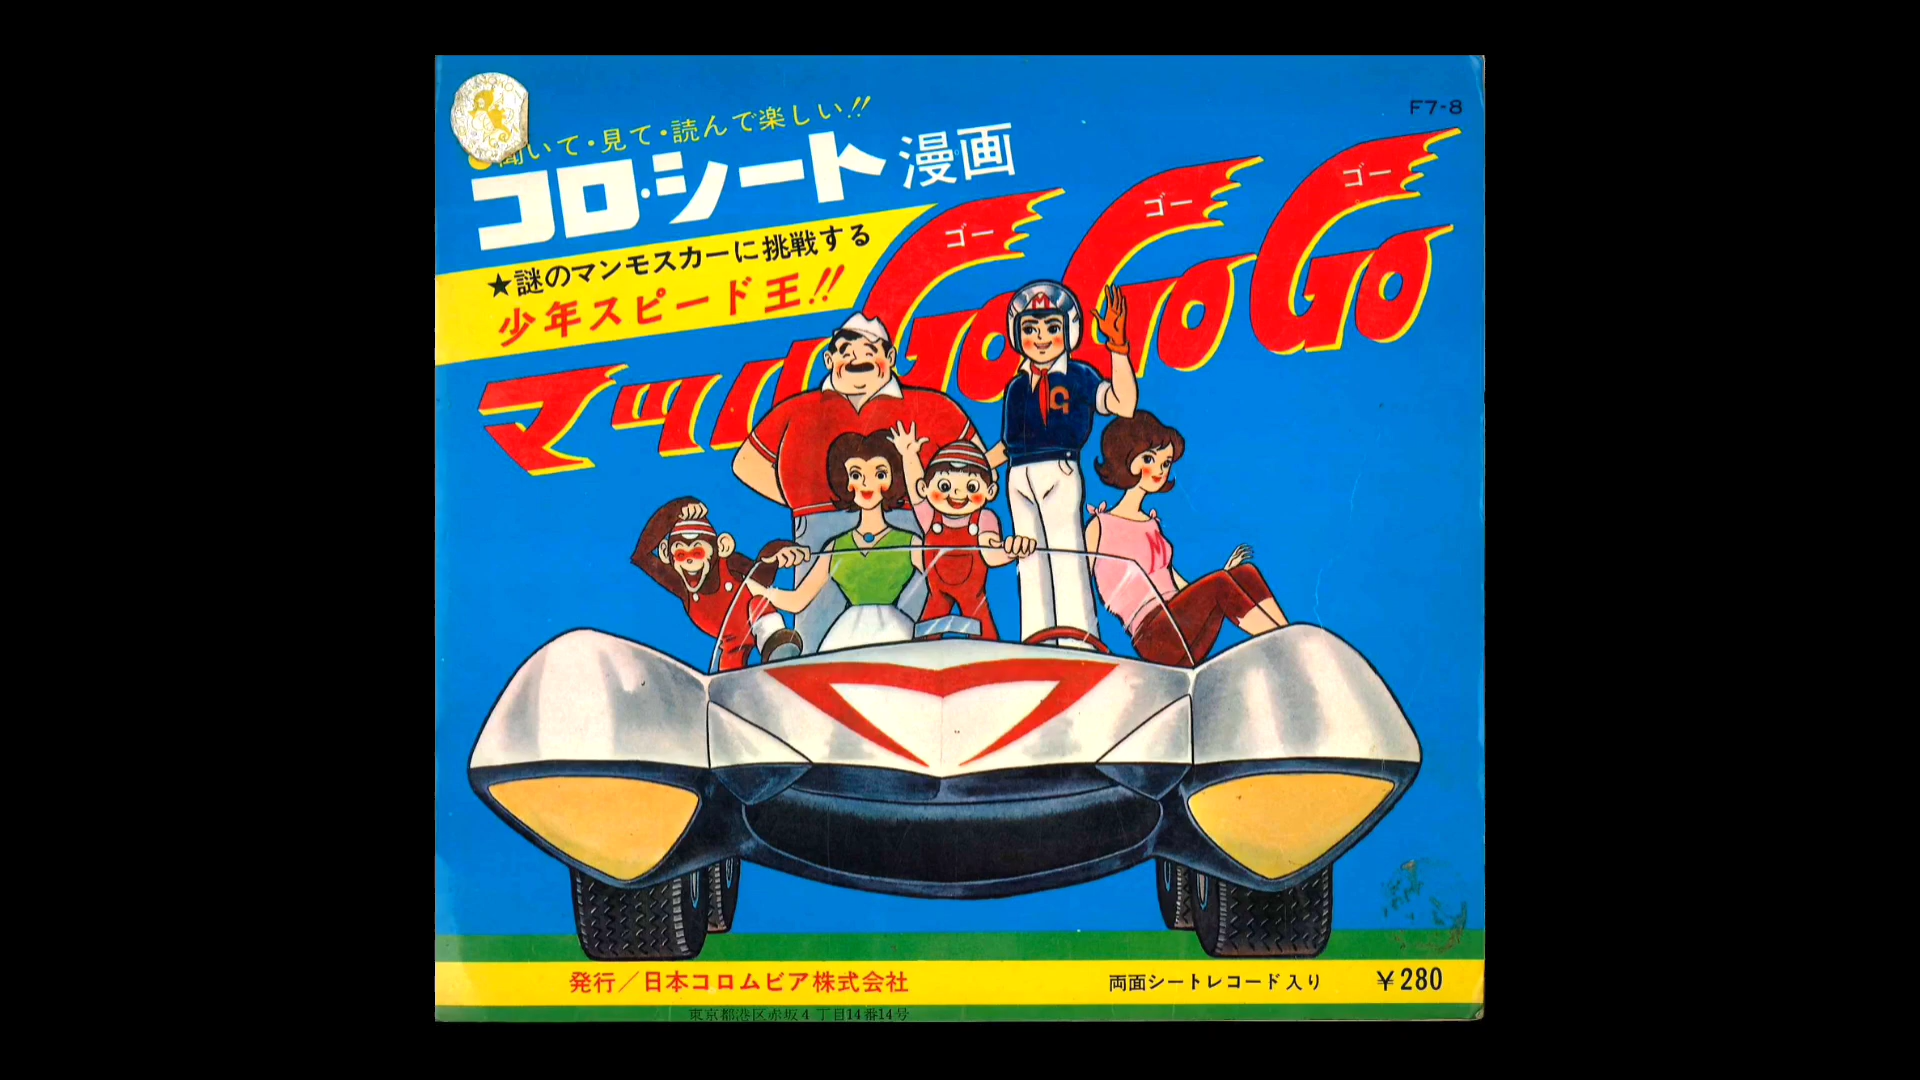 F7-8
聞いて・見て・読んで楽しい!!
コロ・シート漫画
★謎のマンモスカーに挑戦する
少年スピード王!!
ゴー ゴー ゴー
マッハGoGoGo
M
G
M
発行/日本コロムビア株式会社
両面シートレコード入り ¥280
東京都港区赤坂4丁目14番14号